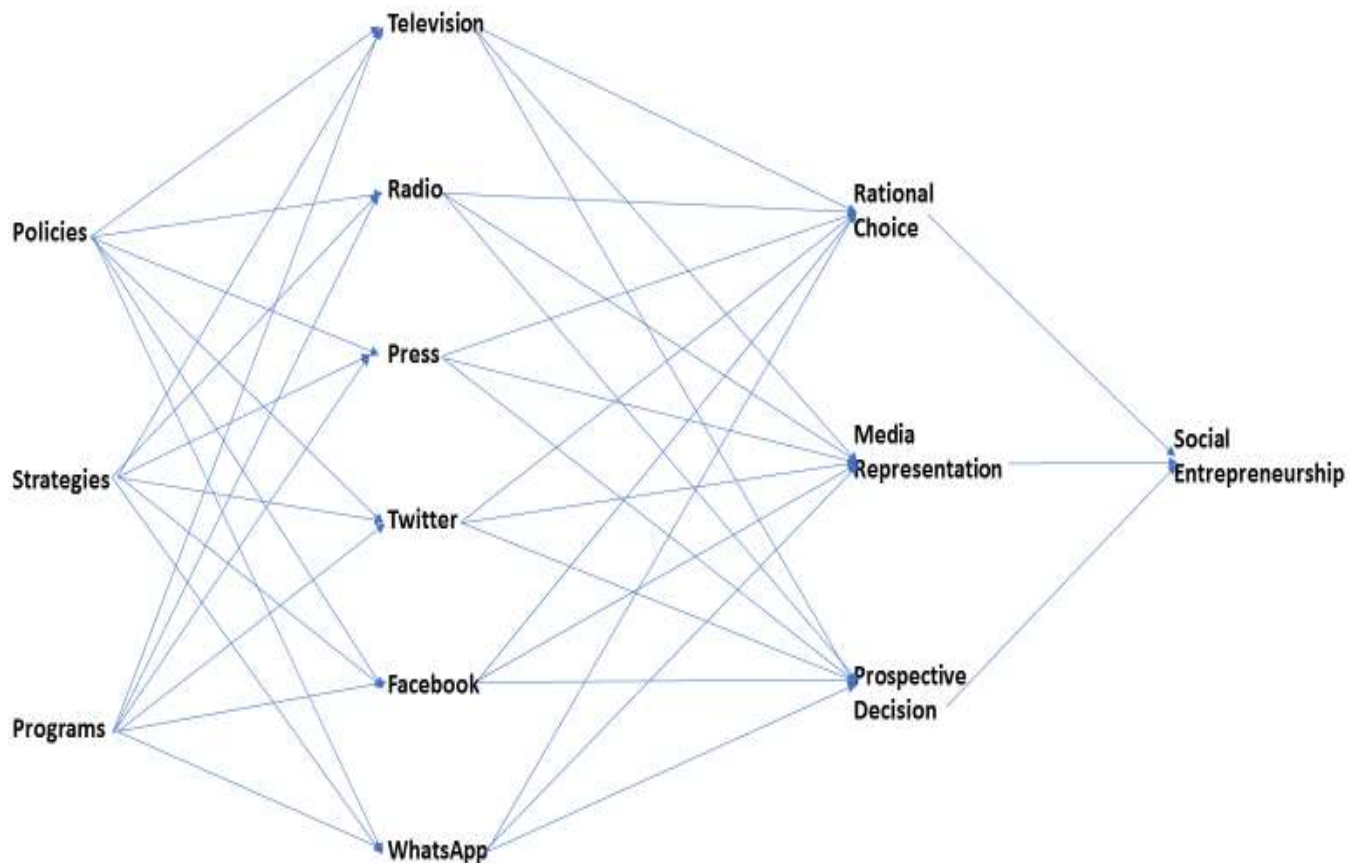 Television
Radio
Policies
Press
Strategies
Twitter
Facebook
Programs
WhatsApp
Rational
Choice
Media
Representation
Prospective
Decision
Social
Entrepreneurship